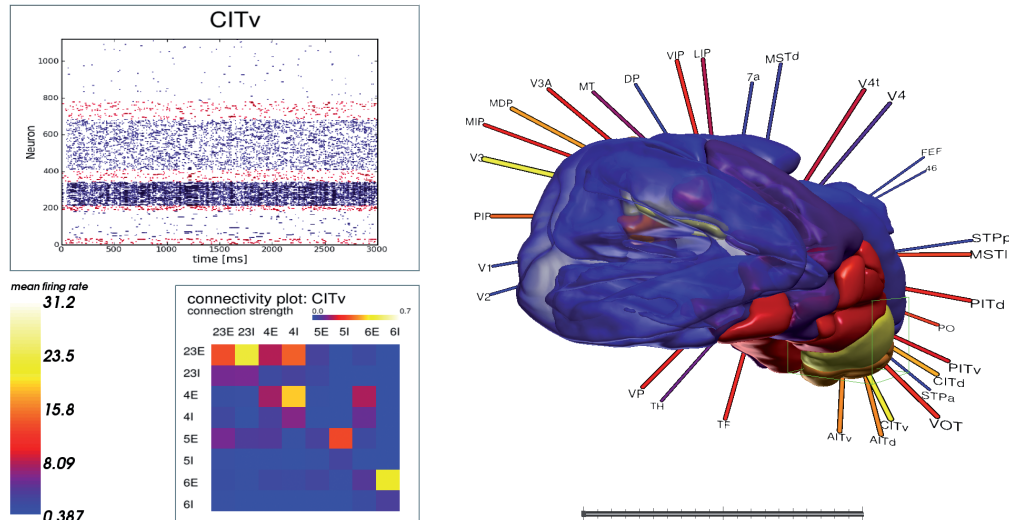 CITv
1000
800
600
400
200
0
Neuron
0 500 1000 1500 2000 2500 3000
time [ms]
mean firing rate
31.2
23.5
15.8
8.09
0.387
connectivity plot: CITv
connection strength 0.0 0.7
23E 23I 4E 4I 5E 5I 6E 6I
23E
23I
4E
4I
5E
5I
6E
6I
VIP
LIP
MSTd
DP
7a
V3A
MT
V4t
V4
MDP
MIP
V3
FEF
46
PIP
STPp
MSTl
V1
V2
PITd
PO
PITv
CITd
STPa
VP
TH
TF
AITv
AITd
CITv
VOT